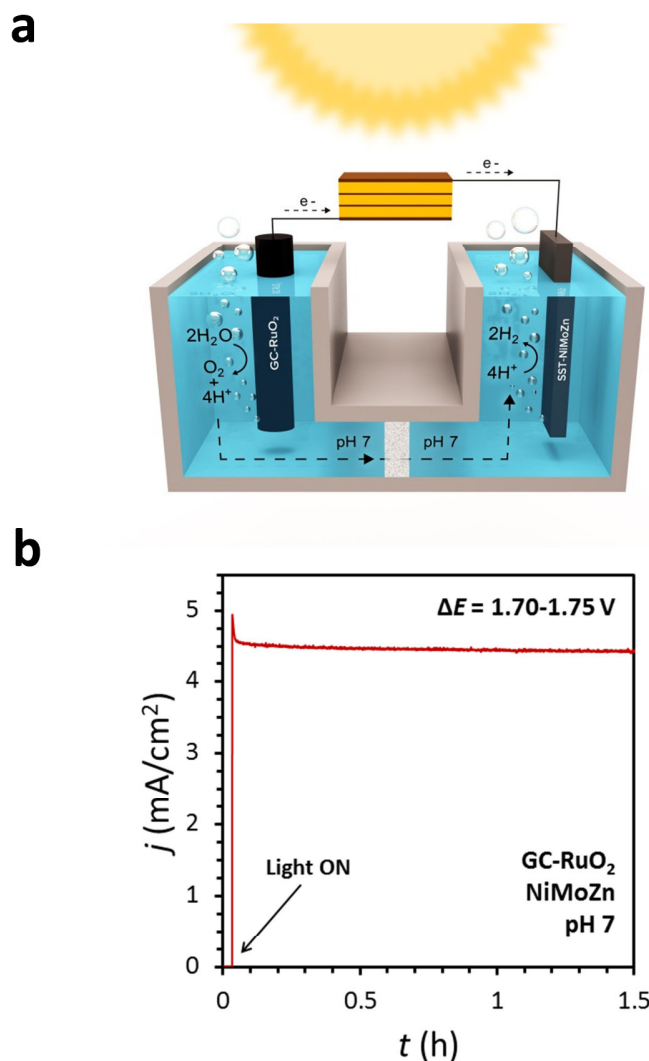 a
e-
e-
2H₂O
O₂
+
4H⁺
GC-RuO₂
2H₂
4H⁺
SST-NiMoZn
pH 7
pH 7
b
ΔE = 1.70-1.75 V
5
4
3
2
1
0
j (mA/cm²)
Light ON
GC-RuO₂
NiMoZn
pH 7
0
0.5
1
1.5
t (h)